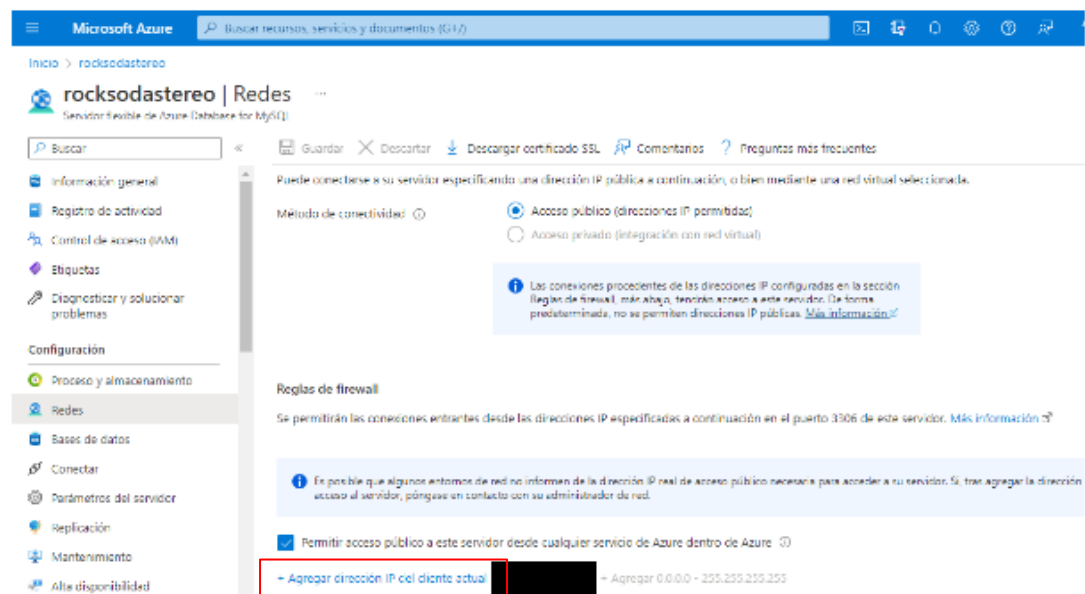 Microsoft Azure
Buscar recursos, servicios y documentos (G+/)
Inicio > rocksodastereo
rocksodastereo | Redes ...
Servidor flexible de Azure Database for MySQL
Buscar
«
Guardar
Descartar
Descargar certificado SSL
Comentarios
Preguntas más frecuentes
Información general
Registro de actividad
Control de acceso (IAM)
Etiquetas
Diagnosticar y solucionar
problemas
Configuración
Proceso y almacenamiento
Redes
Bases de datos
Conectar
Parámetros del servidor
Replicación
Mantenimiento
Alta disponibilidad
Puede conectarse a su servidor especificando una dirección IP pública a continuación, o bien mediante una red virtual seleccionada.
Método de conectividad
Acceso público (direcciones IP permitidas)
Acceso privado (integración con red virtual)
Las conexiones procedentes de las direcciones IP configuradas en la sección
Reglas de firewall, más abajo, tendrán acceso a este servidor. De forma
predeterminada, no se permiten direcciones IP públicas. Más información
Reglas de firewall
Se permitirán las conexiones entrantes desde las direcciones IP especificadas a continuación en el puerto 3306 de este servidor. Más información
Es posible que algunos entornos de red no informen de la dirección IP real de acceso público necesaria para acceder a su servidor. Si, tras agregar la dirección
acceso al servidor, póngase en contacto con su administrador de red.
Permitir acceso público a este servidor desde cualquier servicio de Azure dentro de Azure
+ Agregar dirección IP del cliente actual
+ Agregar 0.0.0.0 - 255.255.255.255